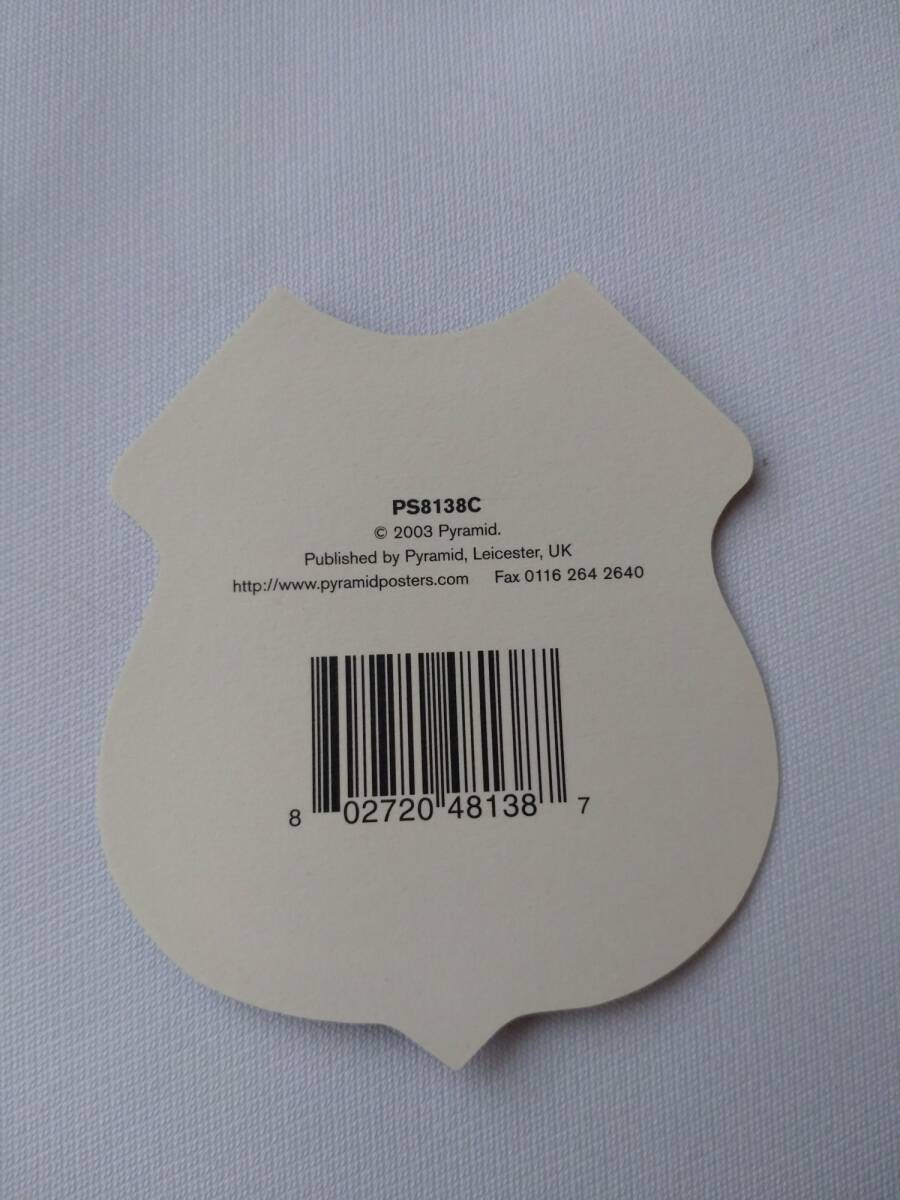 PS8138C
© 2003 Pyramid.
Published by Pyramid, Leicester, UK
http://www.pyramidposters.com Fax 0116 264 2640
8 02720 48138 7